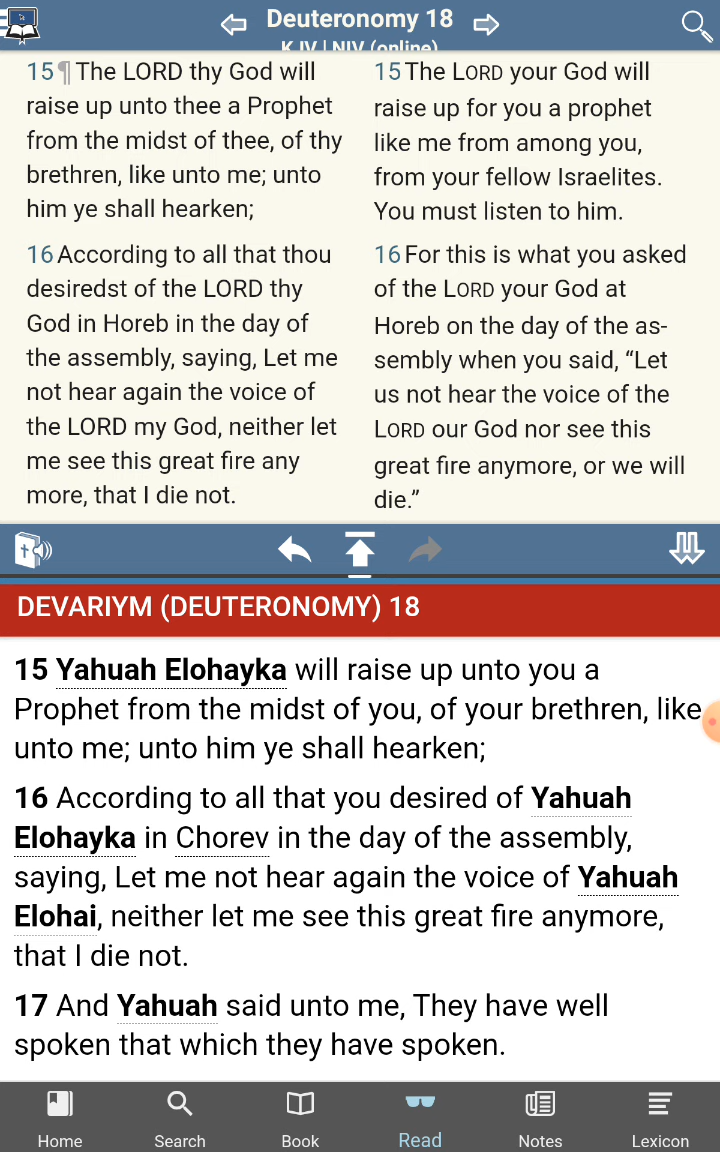 Deuteronomy 18
KJV | NIV (online)
15¶ The LORD thy God will
raise up unto thee a Prophet
from the midst of thee, of thy
brethren, like unto me; unto
him ye shall hearken;
16 According to all that thou
desiredst of the LORD thy
God in Horeb in the day of
the assembly, saying, Let me
not hear again the voice of
the LORD my God, neither let
me see this great fire any
more, that I die not.
15 The LORD your God will
raise up for you a prophet
like me from among you,
from your fellow Israelites.
You must listen to him.
16 For this is what you asked
of the LORD your God at
Horeb on the day of the as-
sembly when you said, “Let
us not hear the voice of the
LORD our God nor see this
great fire anymore, or we will
die.”
DEVARIYM (DEUTERONOMY) 18
15 Yahuah Elohayka will raise up unto you a
Prophet from the midst of you, of your brethren, like
unto me; unto him ye shall hearken;
16 According to all that you desired of Yahuah
Elohayka in Chorev in the day of the assembly,
saying, Let me not hear again the voice of Yahuah
Elohai, neither let me see this great fire anymore,
that I die not.
17 And Yahuah said unto me, They have well
spoken that which they have spoken.
Home Search Book Read Notes Lexicon